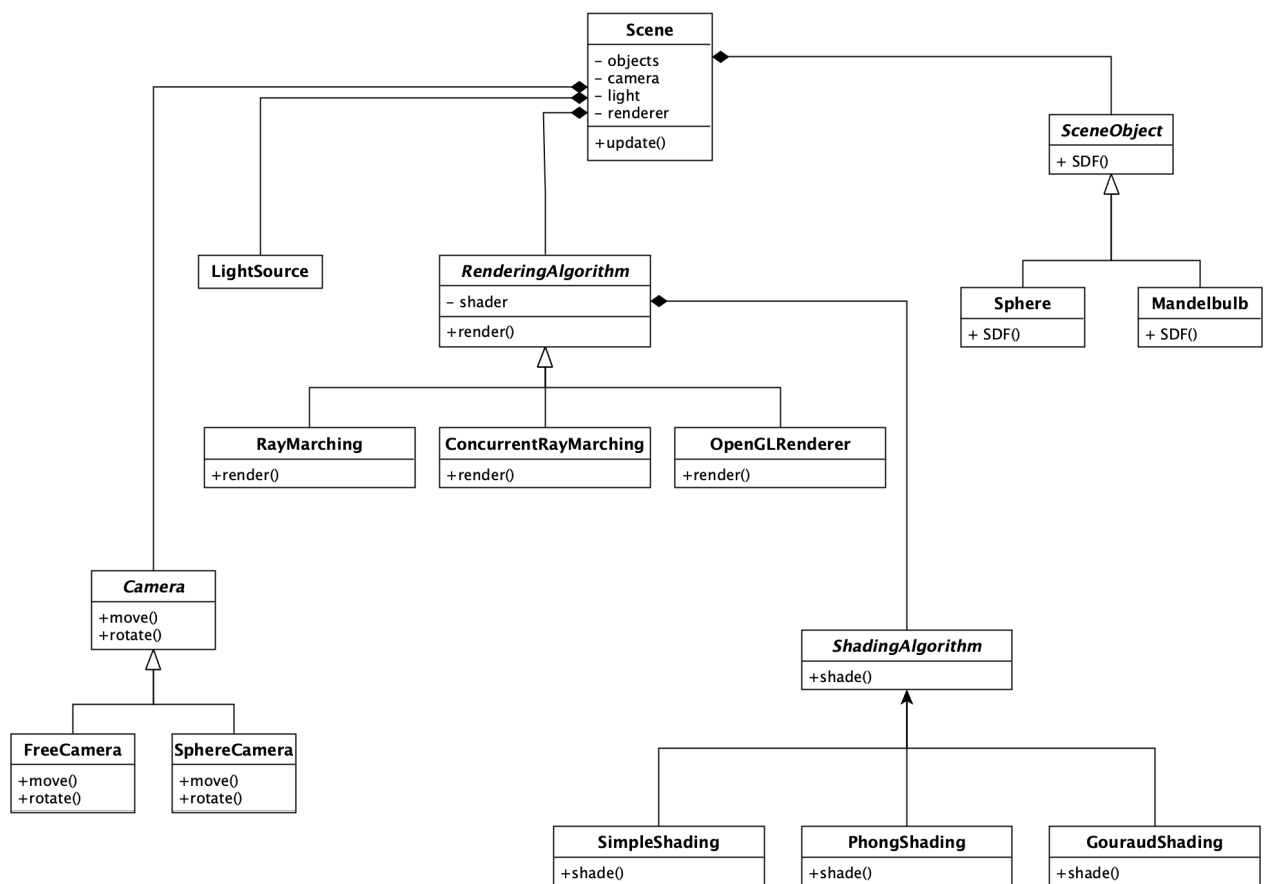 Scene
- objects
- camera
- light
- renderer
+update()
SceneObject
+ SDF()
LightSource
RenderingAlgorithm
- shader
+render()
Sphere
+ SDF()
Mandelbulb
+ SDF()
RayMarching
+render()
ConcurrentRayMarching
+render()
OpenGLRenderer
+render()
Camera
+move()
+rotate()
ShadingAlgorithm
+shade()
FreeCamera
+move()
+rotate()
SphereCamera
+move()
+rotate()
SimpleShading
+shade()
PhongShading
+shade()
GouraudShading
+shade()